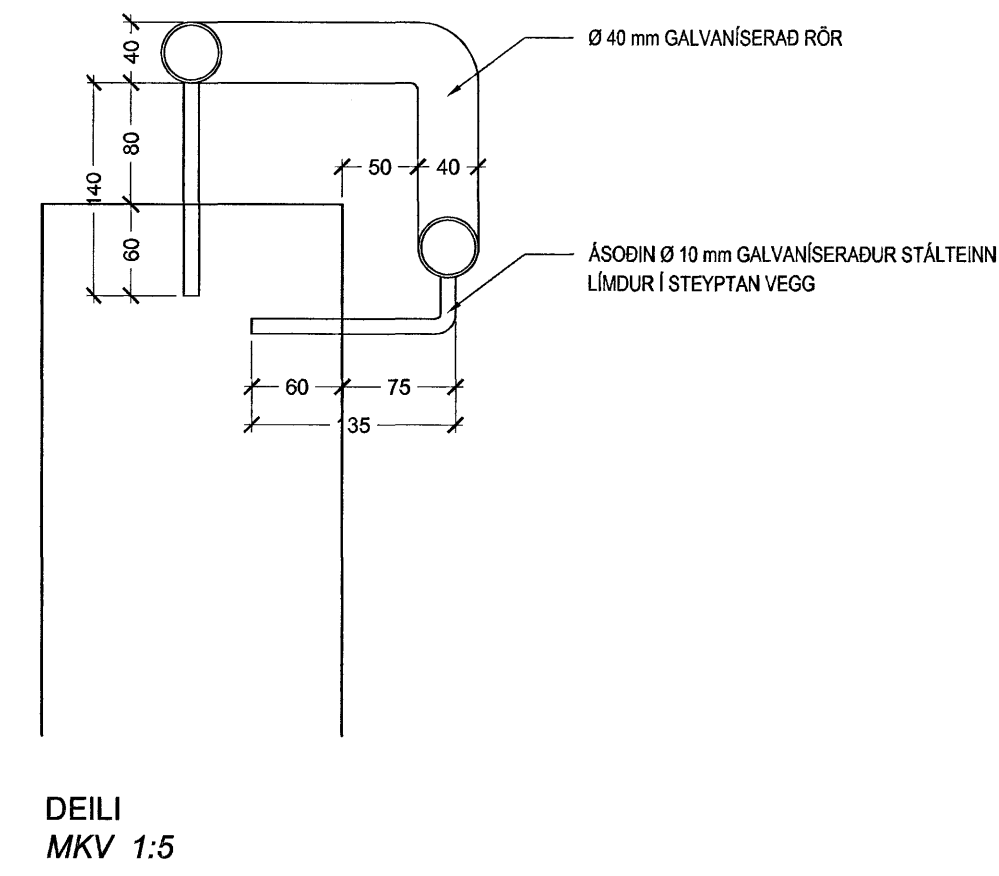 Ø 40 mm GALVANÍSERAÐ RÖR
40
80
140
60
50
40
ÁSOÐIN Ø 10 mm GALVANÍSERAÐUR STÁLTEINN
LÍMDUR Í STEYPTAN VEGG
60
75
135
DEILI
MKV 1:5